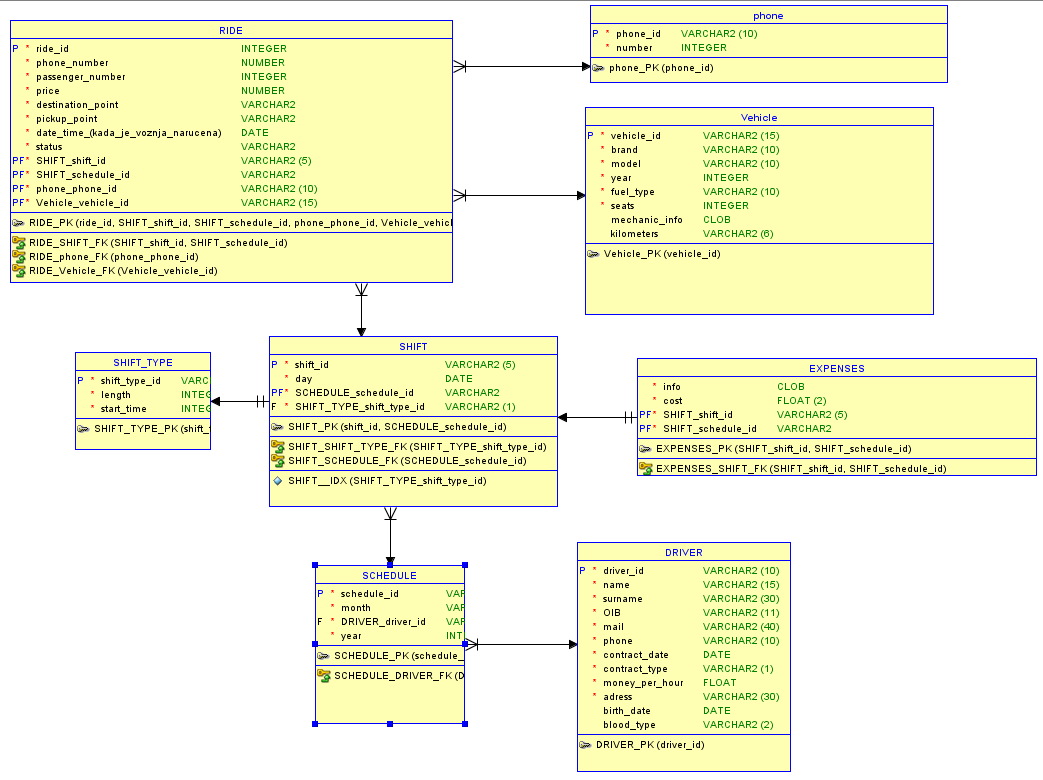 RIDE
P * ride_id INTEGER
* phone_number NUMBER
* passenger_number INTEGER
* price NUMBER
* destination_point VARCHAR2
* pickup_point VARCHAR2
* date_time_(kada_je_voznja_narucena) DATE
* status VARCHAR2
PF* SHIFT_shift_id VARCHAR2 (5)
PF* SHIFT_schedule_id VARCHAR2
PF* phone_phone_id VARCHAR2 (10)
PF* Vehicle_vehicle_id VARCHAR2 (15)
RIDE_PK (ride_id, SHIFT_shift_id, SHIFT_schedule_id, phone_phone_id, Vehicle_vehicl
RIDE_SHIFT_FK (SHIFT_shift_id, SHIFT_schedule_id)
RIDE_phone_FK (phone_phone_id)
RIDE_Vehicle_FK (Vehicle_vehicle_id)
phone
P * phone_id VARCHAR2 (10)
* number INTEGER
phone_PK (phone_id)
Vehicle
P * vehicle_id VARCHAR2 (15)
* brand VARCHAR2 (10)
* model VARCHAR2 (10)
* year INTEGER
* fuel_type VARCHAR2 (10)
* seats INTEGER
mechanic_info CLOB
kilometers VARCHAR2 (6)
Vehicle_PK (vehicle_id)
SHIFT_TYPE
P * shift_type_id VARC
* length INTEG
* start_time INTEG
SHIFT_TYPE_PK (shift_t
SHIFT
P * shift_id VARCHAR2 (5)
* day DATE
PF* SCHEDULE_schedule_id VARCHAR2
F * SHIFT_TYPE_shift_type_id VARCHAR2 (1)
SHIFT_PK (shift_id, SCHEDULE_schedule_id)
SHIFT_SHIFT_TYPE_FK (SHIFT_TYPE_shift_type_id)
SHIFT_SCHEDULE_FK (SCHEDULE_schedule_id)
SHIFT__IDX (SHIFT_TYPE_shift_type_id)
EXPENSES
* info CLOB
* cost FLOAT (2)
PF* SHIFT_shift_id VARCHAR2 (5)
PF* SHIFT_schedule_id VARCHAR2
EXPENSES_PK (SHIFT_shift_id, SHIFT_schedule_id)
EXPENSES_SHIFT_FK (SHIFT_shift_id, SHIFT_schedule_id)
SCHEDULE
P * schedule_id VAR
* month VAR
F * DRIVER_driver_id VAR
* year INT
SCHEDULE_PK (schedule_
SCHEDULE_DRIVER_FK (D
DRIVER
P * driver_id VARCHAR2 (10)
* name VARCHAR2 (15)
* surname VARCHAR2 (30)
* OIB VARCHAR2 (11)
* mail VARCHAR2 (40)
* phone VARCHAR2 (10)
* contract_date DATE
* contract_type VARCHAR2 (1)
* money_per_hour FLOAT
* adress VARCHAR2 (30)
birth_date DATE
blood_type VARCHAR2 (2)
DRIVER_PK (driver_id)